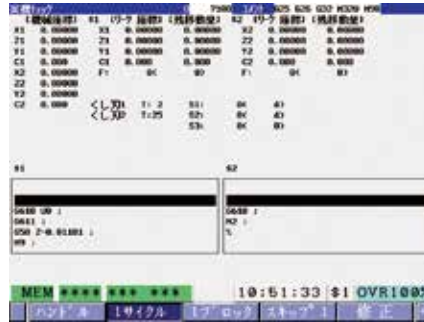 (機械座標) $1 (ワーク座標) (残移動量) $2 (ワーク座標) (残移動量)
X1 0.00000 X1 0.00000 0.00000 X2 0.00000 0.00000
Z1 0.00000 Z1 0.00000 0.00000 Z2 0.00000 0.00000
Y1 0.00000 Y1 0.00000 0.00000 Y2 0.00000 0.00000
C1 0.000 C1 0.000 0.000 C2 0.000 0.000
X2 0.00000 F: 0( 0) F: 0( 0)
Z2 0.00000
Y2 0.00000
C2 0.000 くし刃1 T: 2 S1: 0( 4)
くし刃2 T:25 S2: 0( 4)
S3: 0( 0)
$1 $2
G600 U0 ; G600 ;
G611 ; M2 ;
G50 Z-0.01101 ; %
M9 ;
MEM **** *** *** 10:51:33 $1 OVR100%
ハンドル 1サイクル 1ブロック スキップ 1 修正